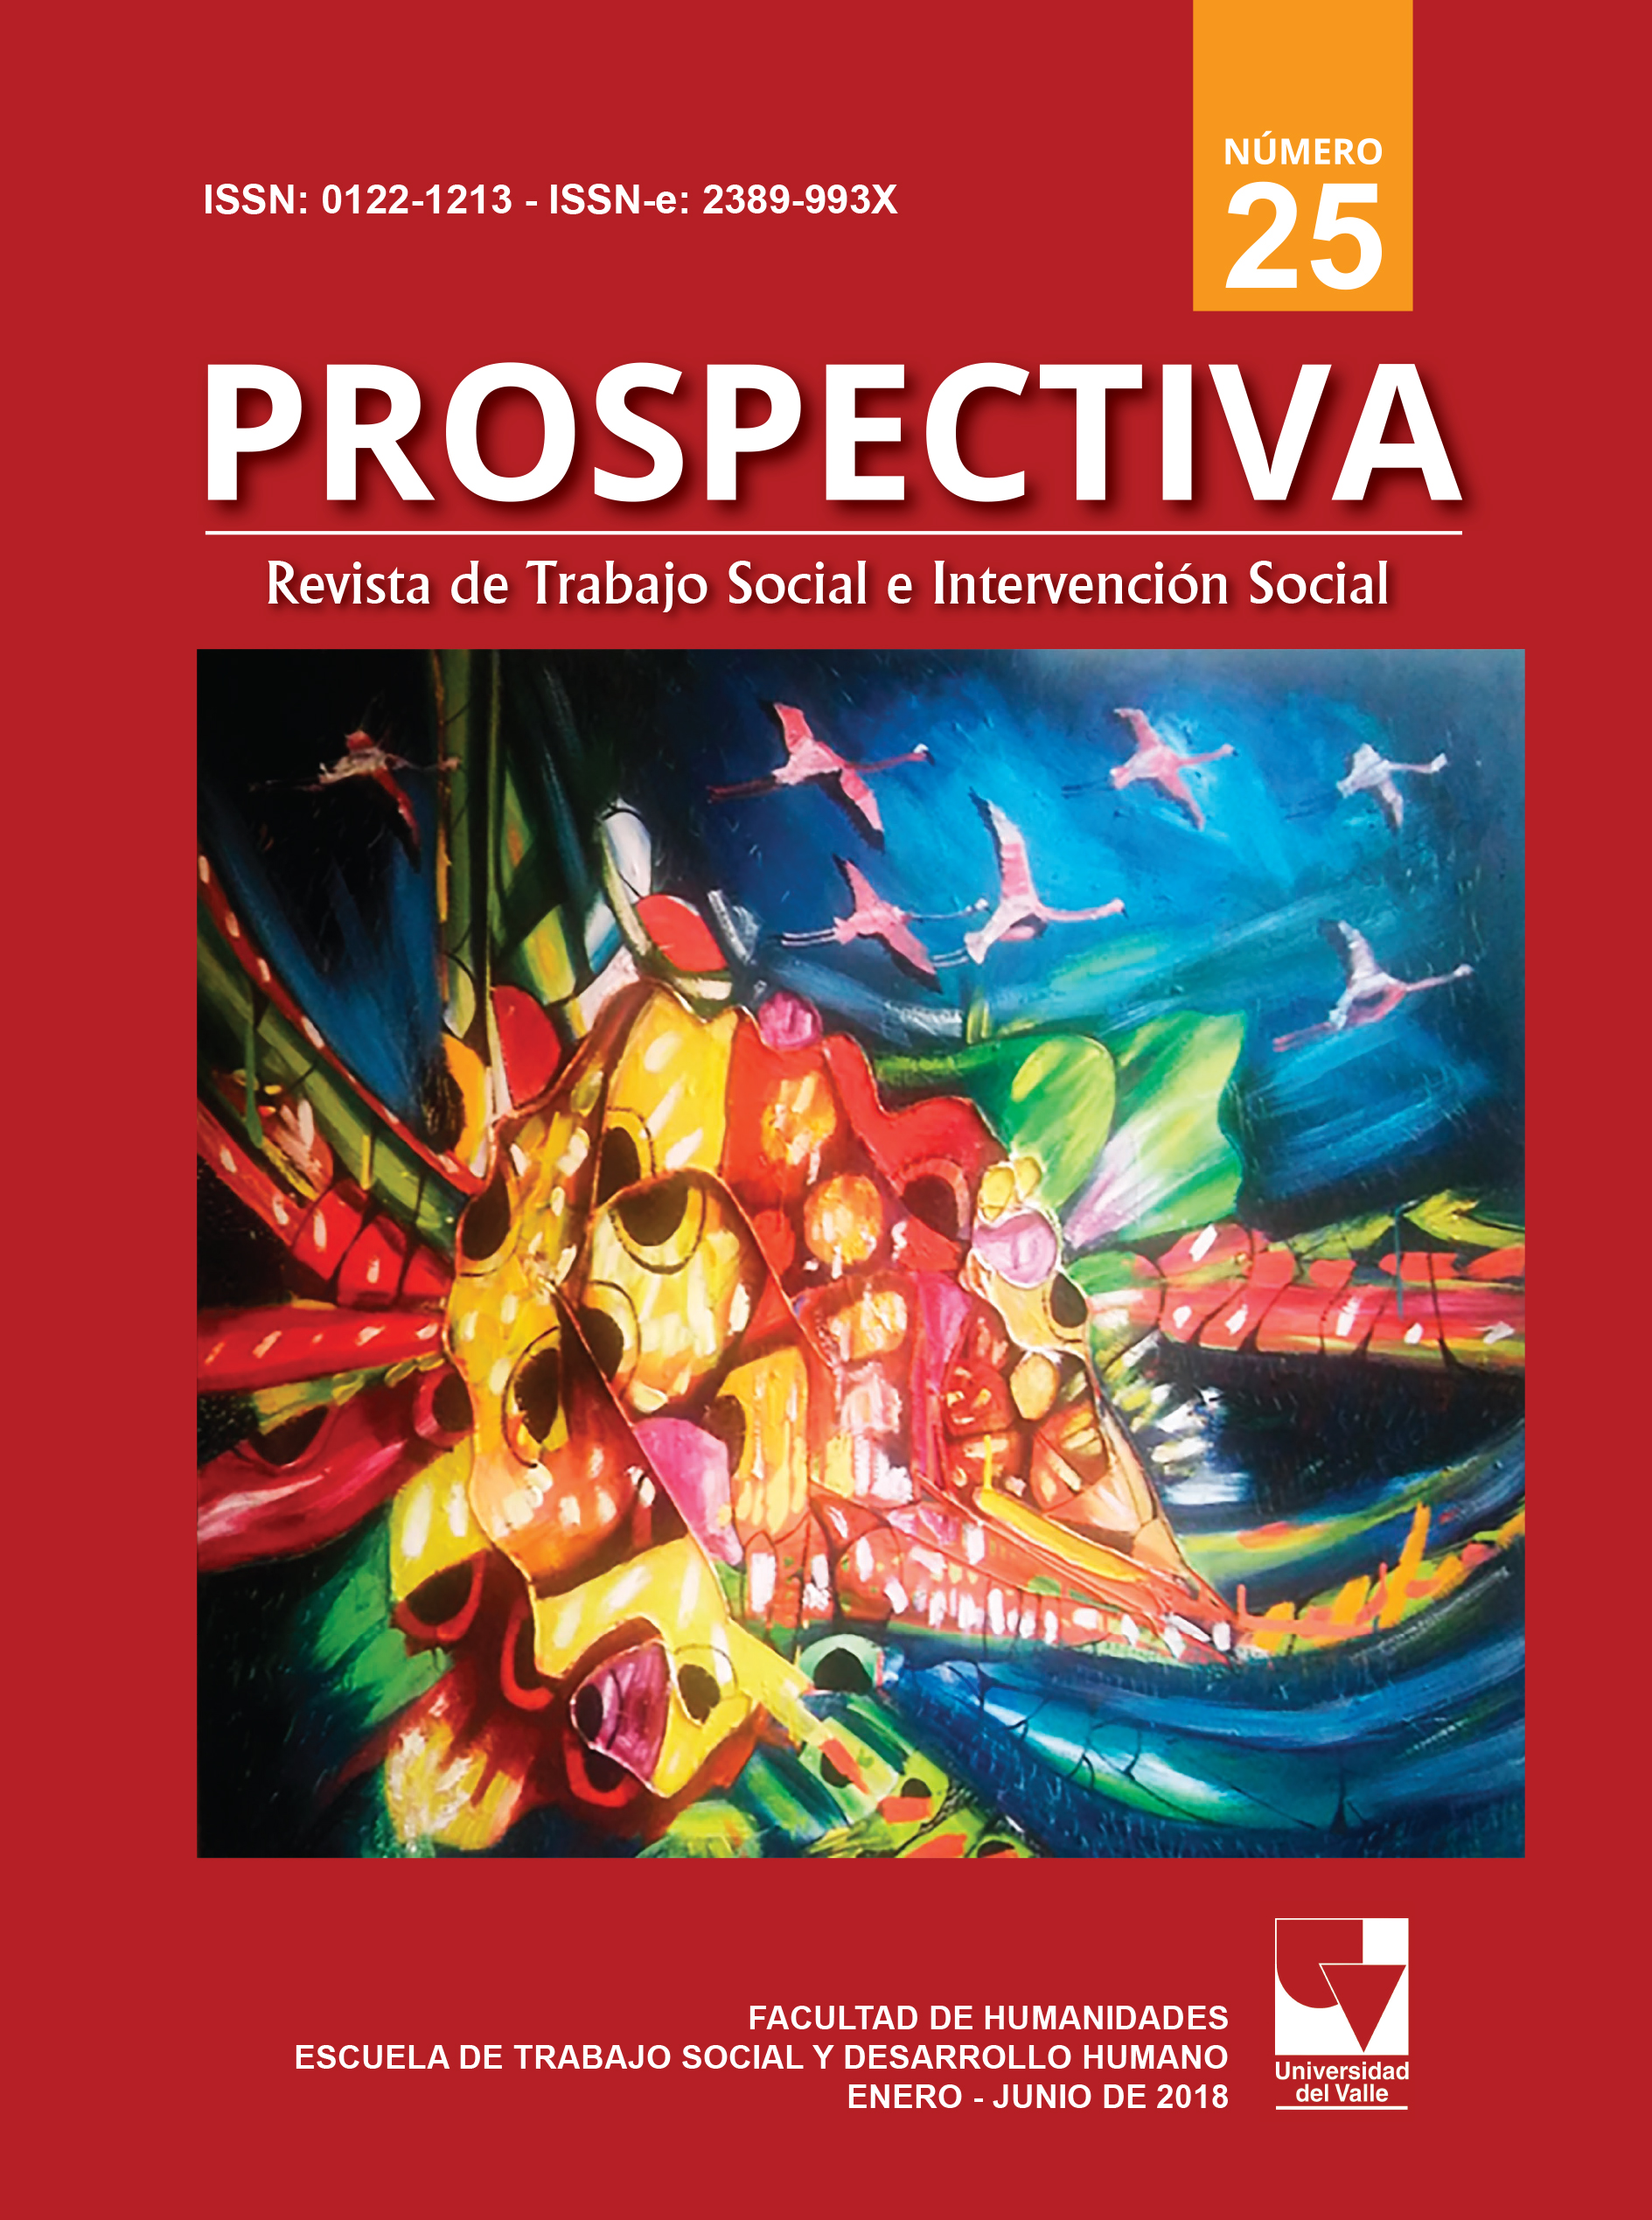 NÚMERO
25
ISSN: 0122-1213 - ISSN-e: 2389-993X
PROSPECTIVA
Revista de Trabajo Social e Intervención Social
FACULTAD DE HUMANIDADES
ESCUELA DE TRABAJO SOCIAL Y DESARROLLO HUMANO
ENERO - JUNIO DE 2018
Universidad
del Valle